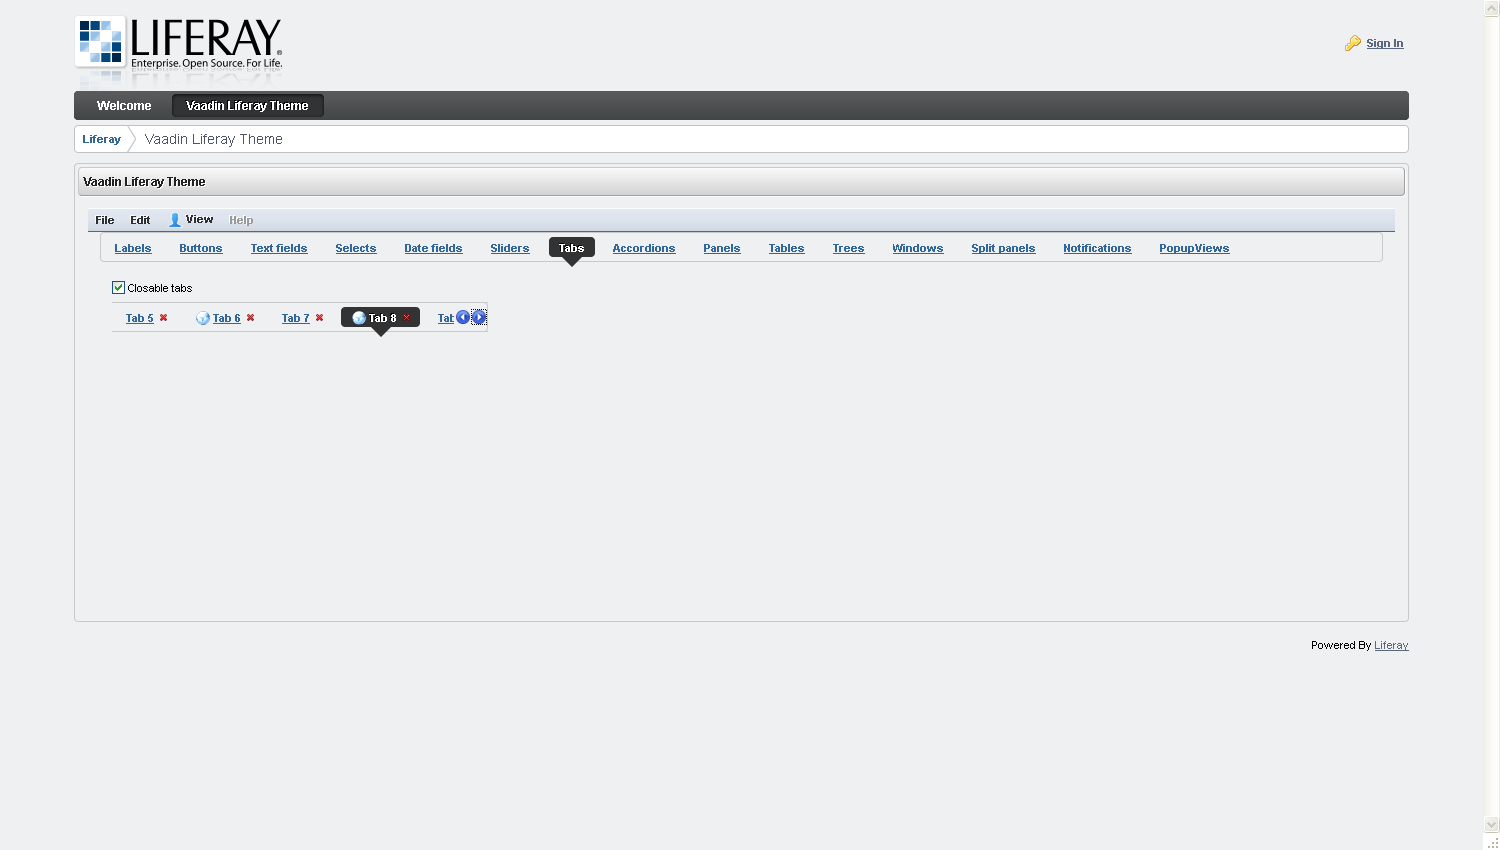 LIFERAY
Enterprise. Open Source. For Life.
Sign In
Welcome Vaadin Liferay Theme
Liferay Vaadin Liferay Theme
Vaadin Liferay Theme
File Edit View Help
Labels Buttons Text fields Selects Date fields Sliders Tabs Accordions Panels Tables Trees Windows Split panels Notifications PopupViews
Closable tabs
Tab 5 Tab 6 Tab 7 Tab 8
Powered By Liferay